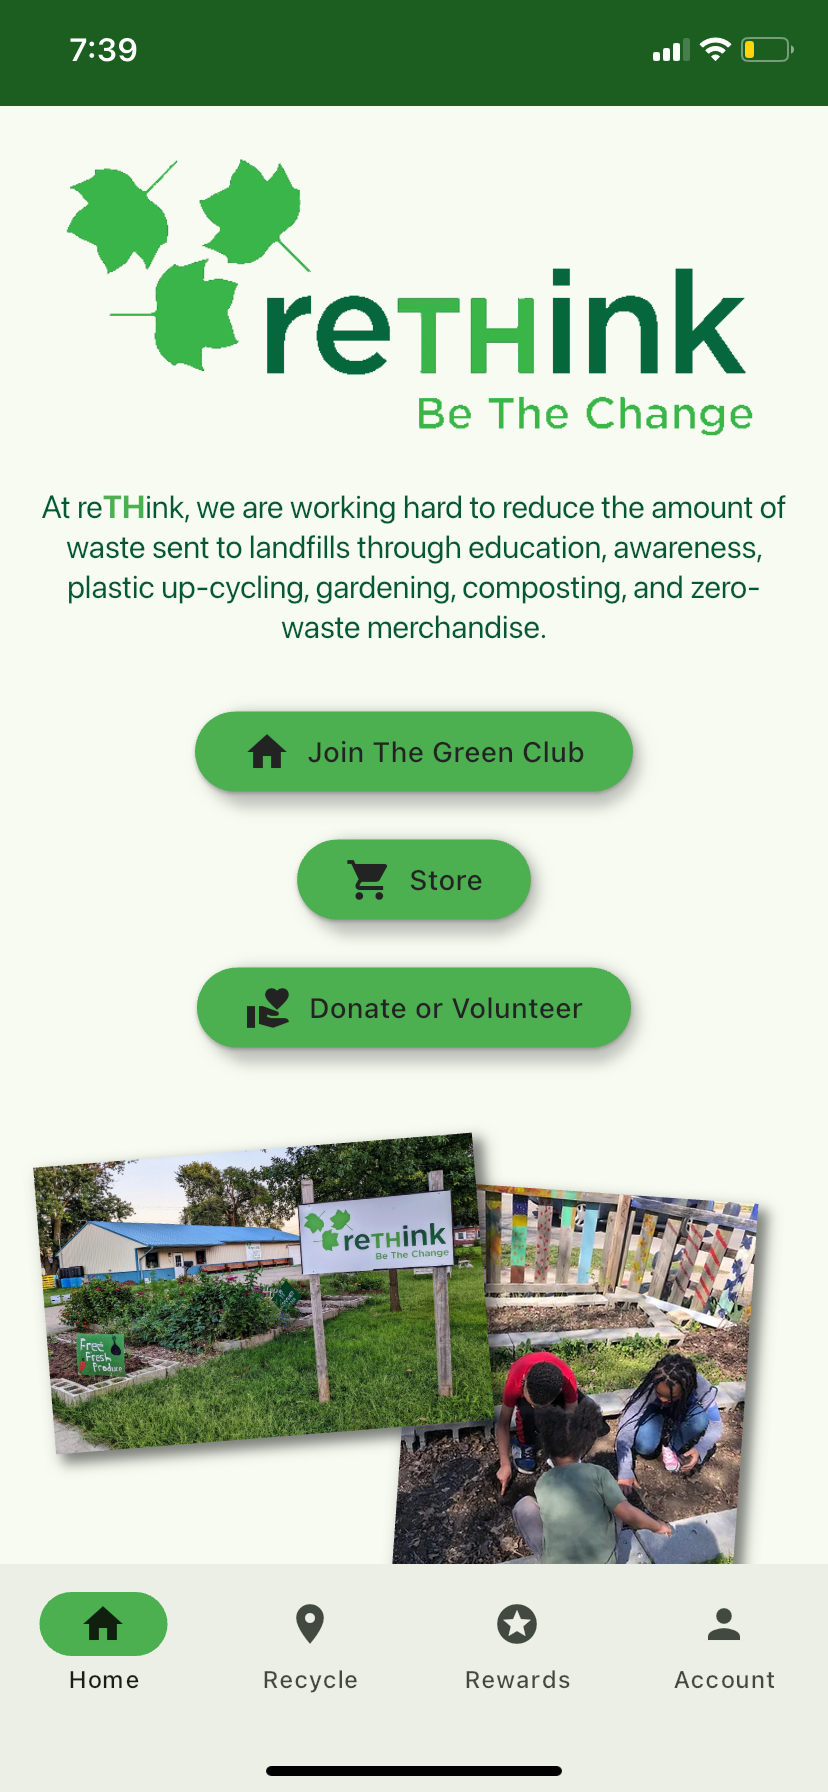 7:39
reTHink
Be The Change
At reTHink, we are working hard to reduce the amount of
waste sent to landfills through education, awareness,
plastic up-cycling, gardening, composting, and zero-
waste merchandise.
Join The Green Club
Store
Donate or Volunteer
reTHink
Be The Change
Free
Fresh
Produce
Home
Recycle
Rewards
Account